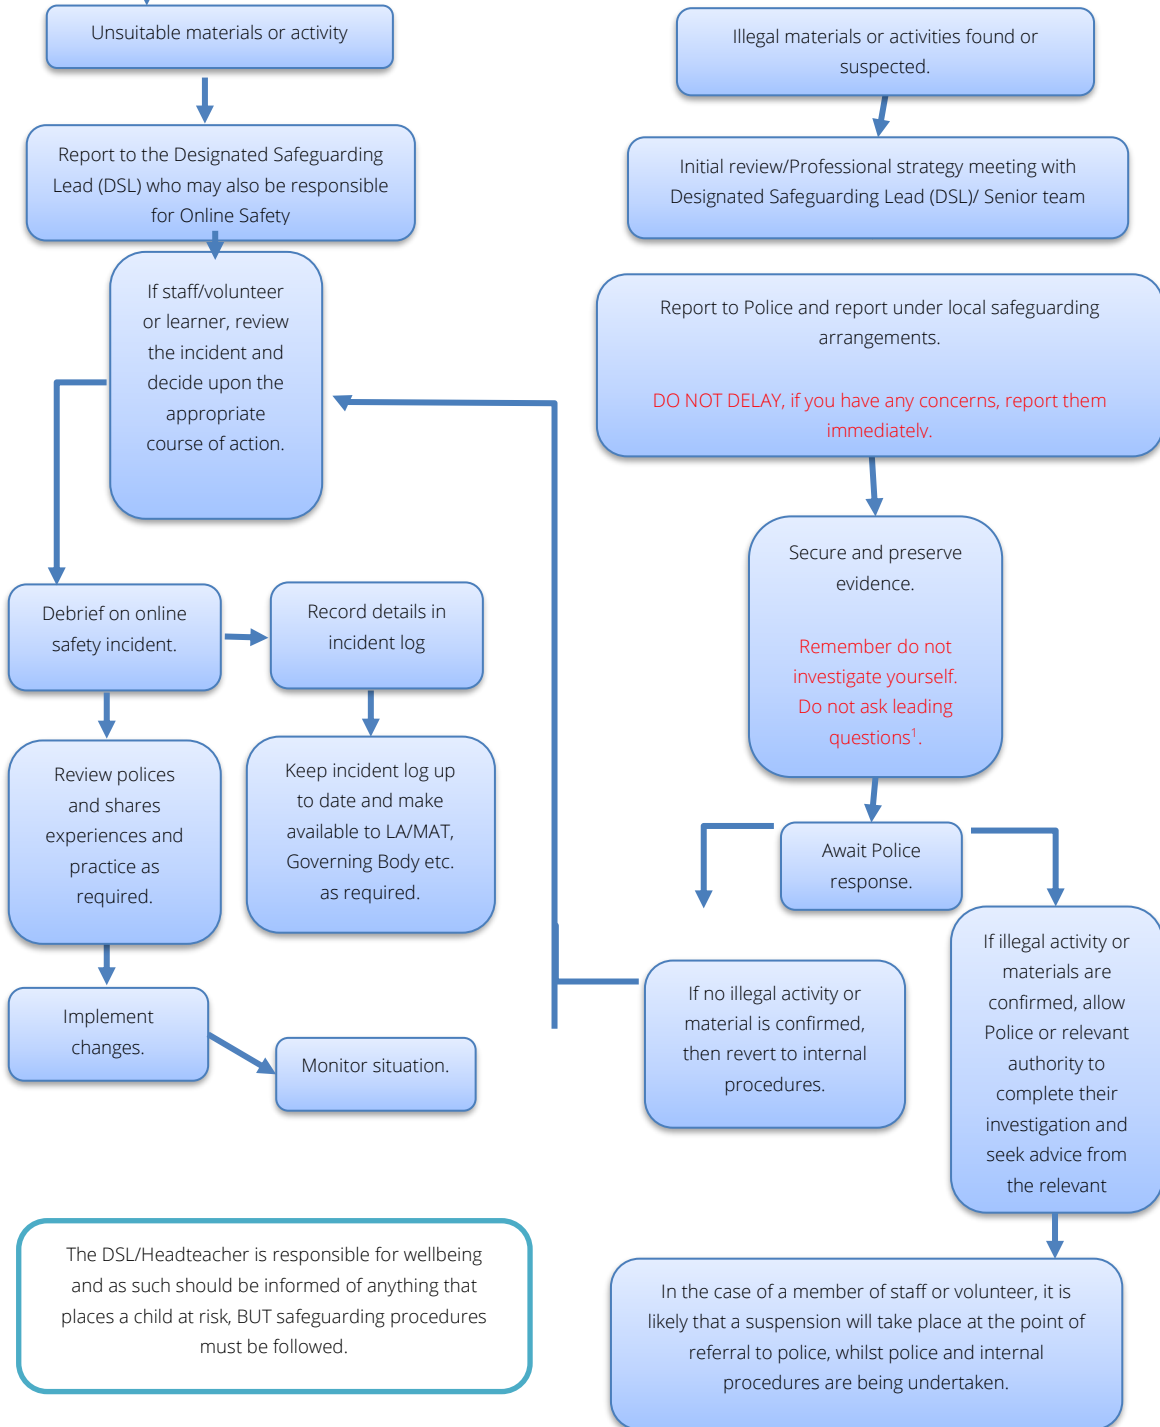 Unsuitable materials or activity
Report to the Designated Safeguarding
Lead (DSL) who may also be responsible
for Online Safety
If staff/volunteer
or learner, review
the incident and
decide upon the
appropriate
course of action.
Debrief on online
safety incident.
Record details in
incident log
Review polices
and shares
experiences and
practice as
required.
Keep incident log up
to date and make
available to LA/MAT,
Governing Body etc.
as required.
Implement
changes.
Monitor situation.
The DSL/Headteacher is responsible for wellbeing
and as such should be informed of anything that
places a child at risk, BUT safeguarding procedures
must be followed.
Illegal materials or activities found or
suspected.
Initial review/Professional strategy meeting with
Designated Safeguarding Lead (DSL)/ Senior team
Report to Police and report under local safeguarding
arrangements.
DO NOT DELAY, if you have any concerns, report them
immediately.
Secure and preserve
evidence.
Remember do not
investigate yourself.
Do not ask leading
questions¹.
Await Police
response.
If no illegal activity or
material is confirmed,
then revert to internal
procedures.
If illegal activity or
materials are
confirmed, allow
Police or relevant
authority to
complete their
investigation and
seek advice from
the relevant
In the case of a member of staff or volunteer, it is
likely that a suspension will take place at the point of
referral to police, whilst police and internal
procedures are being undertaken.